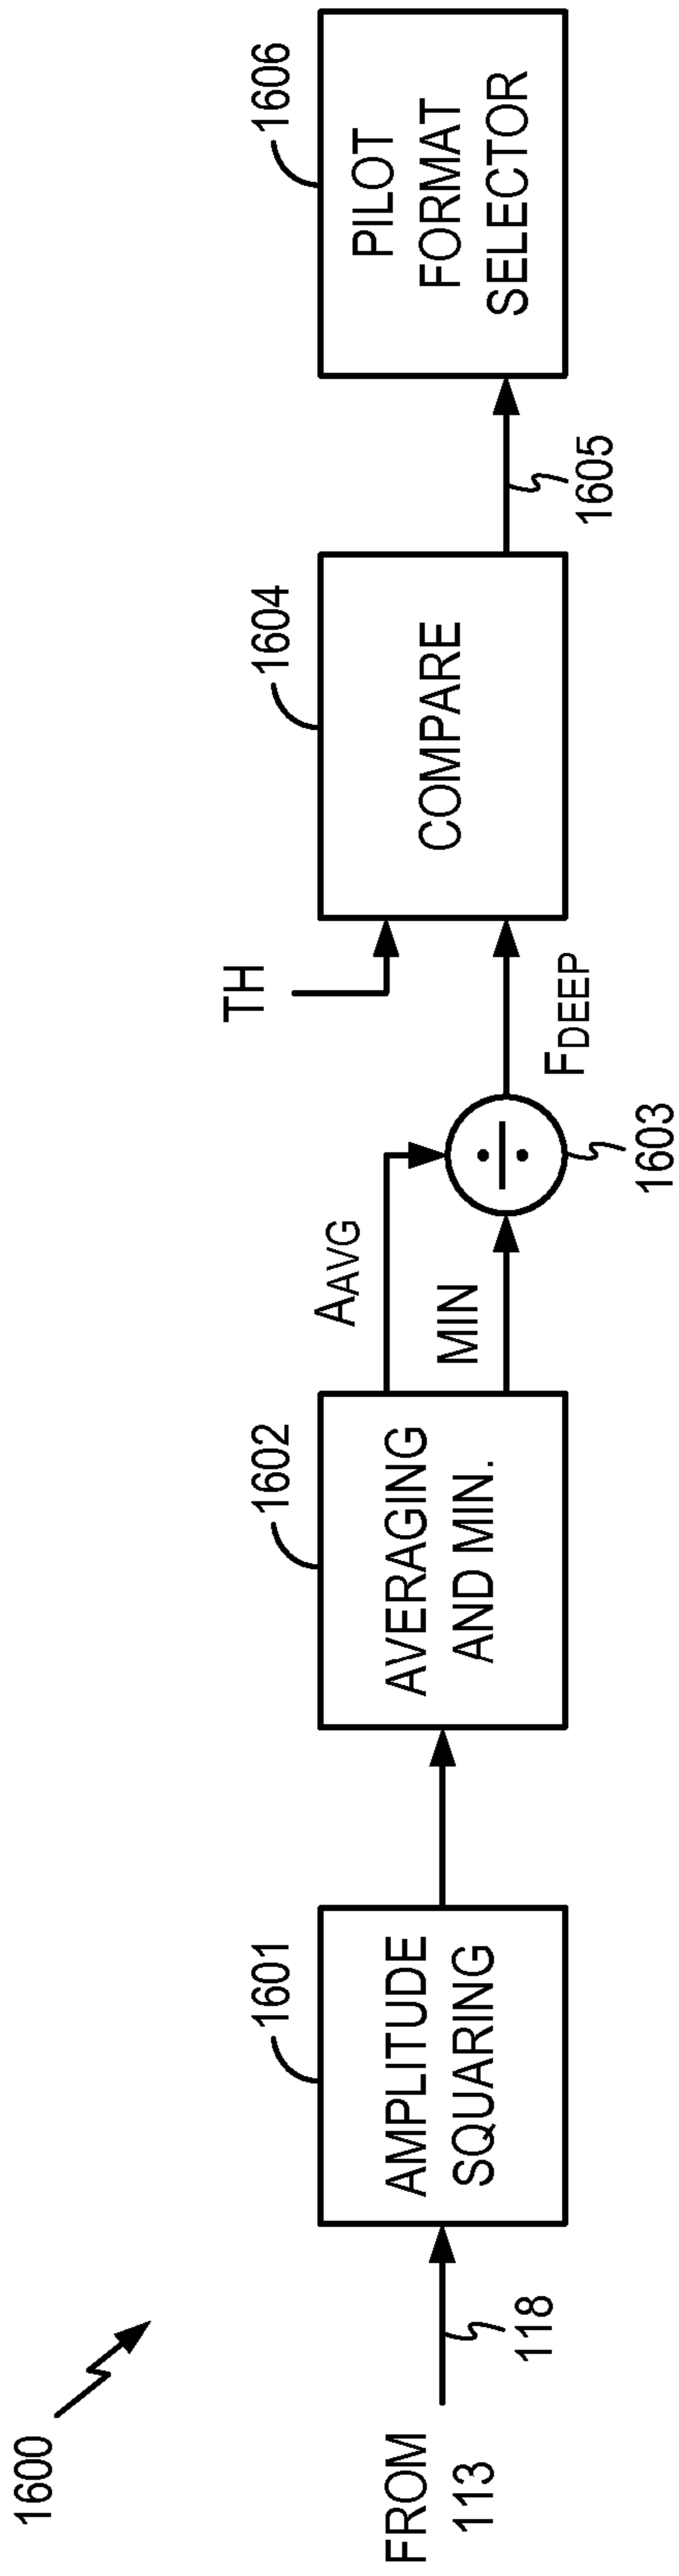 1600
FROM
113
118
1601
AMPLITUDE
SQUARING
1602
AVERAGING
AND MIN.
AAVG
MIN
÷
1603
FDEEP
TH
1604
COMPARE
1605
1606
PILOT
FORMAT
SELECTOR